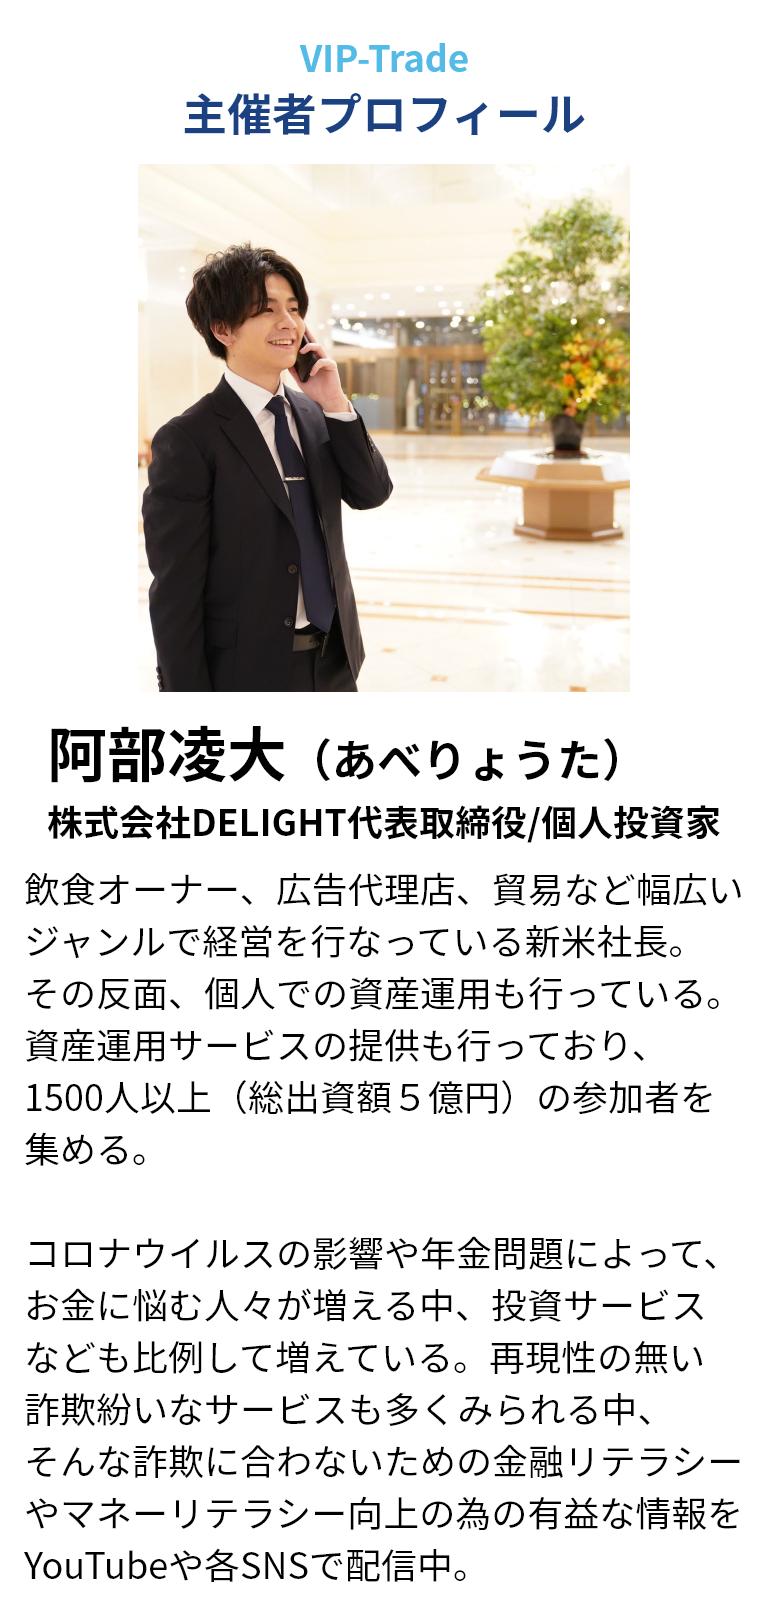 VIP-Trade
主催者プロフィール
阿部凌大（あべりょうた）
株式会社DELIGHT代表取締役/個人投資家
飲食オーナー、広告代理店、貿易など幅広い
ジャンルで経営を行なっている新米社長。
その反面、個人での資産運用も行っている。
資産運用サービスの提供も行っており、
1500人以上（総出資額５億円）の参加者を
集める。
コロナウイルスの影響や年金問題によって、
お金に悩む人々が増える中、投資サービス
なども比例して増えている。再現性の無い
詐欺紛いなサービスも多くみられる中、
そんな詐欺に合わないための金融リテラシー
やマネーリテラシー向上の為の有益な情報を
YouTubeや各SNSで配信中。